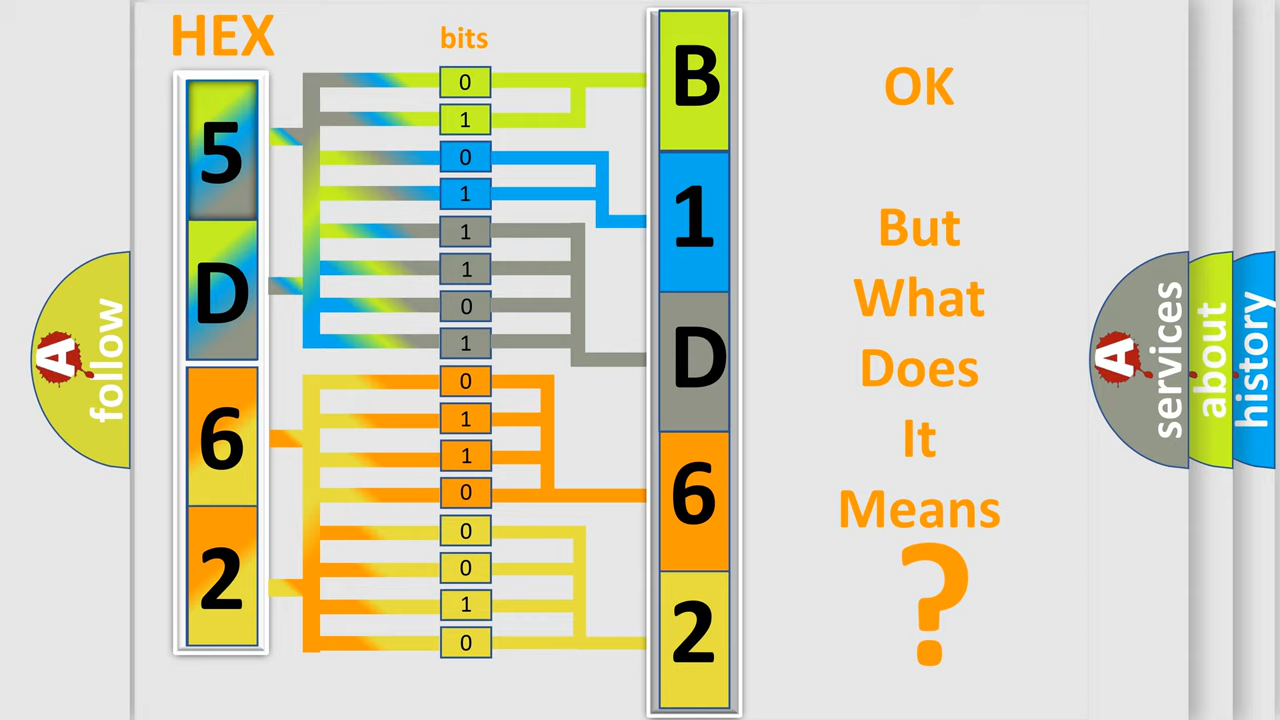 HEX
bits
5
D
6
2
0
1
0
1
1
1
0
1
0
1
1
0
0
0
1
0
B
1
D
6
2
OK
But
What
Does
It
Means
?
A
follow
A
services
about
history